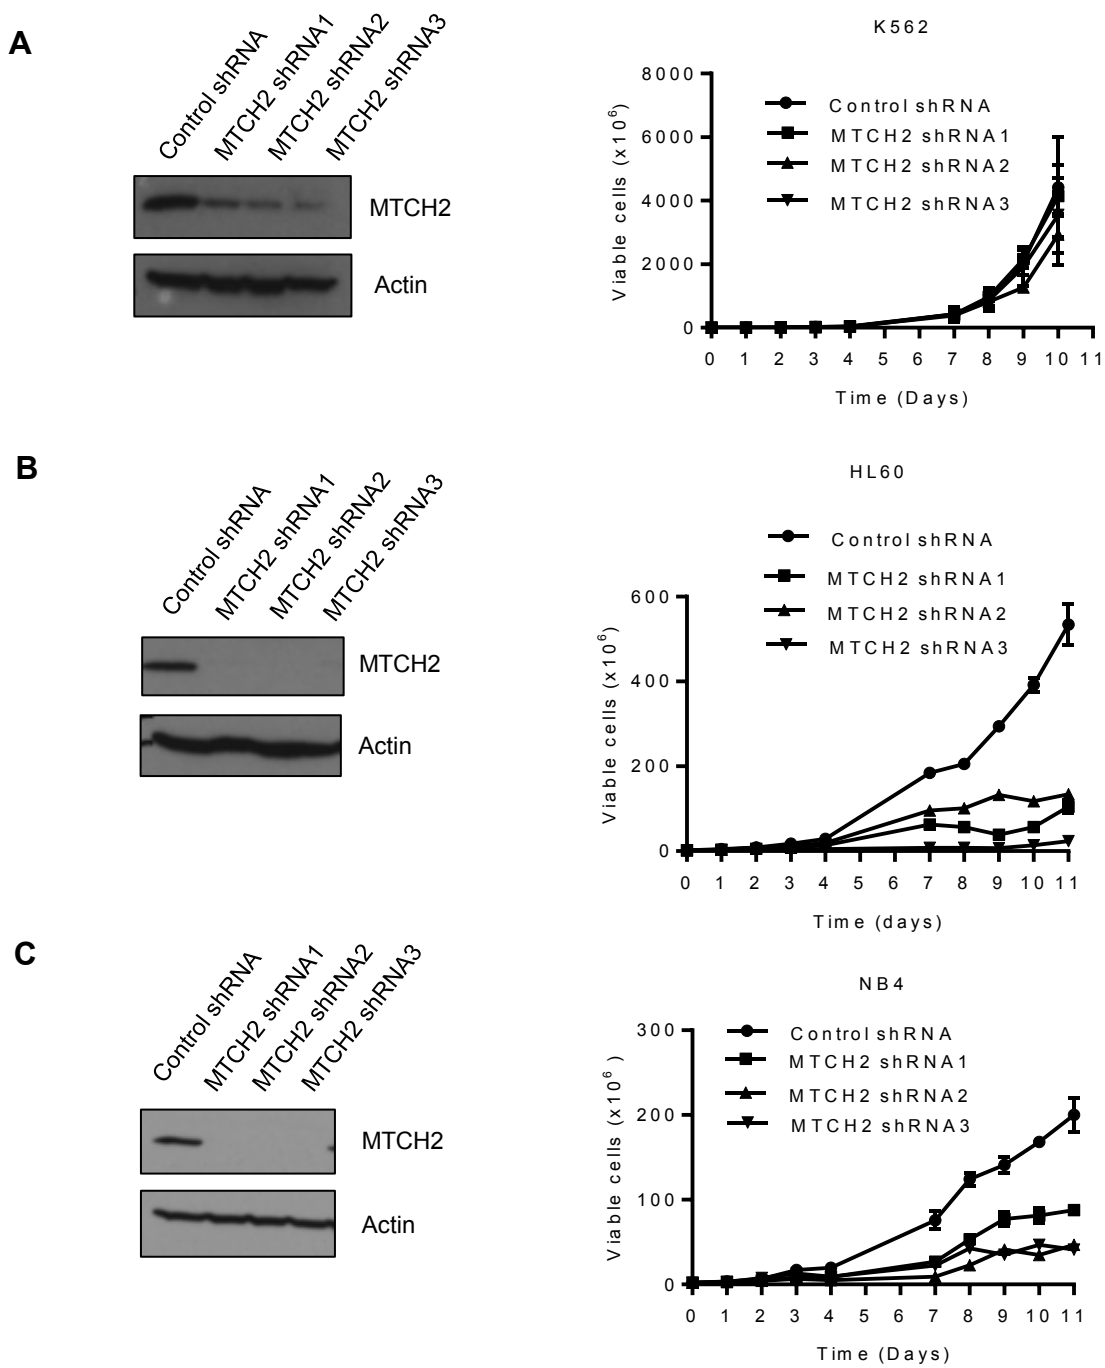 A
Control shRNA
MTCH2 shRNA1
MTCH2 shRNA2
MTCH2 shRNA3
MTCH2
Actin
K562
8000
6000
4000
2000
0
Viable cells (x10^6)
Control shRNA
MTCH2 shRNA1
MTCH2 shRNA2
MTCH2 shRNA3
0 1 2 3 4 5 6 7 8 9 10 11
Time (Days)
B
Control shRNA
MTCH2 shRNA1
MTCH2 shRNA2
MTCH2 shRNA3
MTCH2
Actin
HL60
Control shRNA
MTCH2 shRNA1
MTCH2 shRNA2
MTCH2 shRNA3
600
400
200
0
Viable cells (x10^6)
0 1 2 3 4 5 6 7 8 9 10 11
Time (days)
C
Control shRNA
MTCH2 shRNA1
MTCH2 shRNA2
MTCH2 shRNA3
MTCH2
Actin
NB4
300
200
100
0
Viable cells (x10^6 )
Control shRNA
MTCH2 shRNA1
MTCH2 shRNA2
MTCH2 shRNA3
0 1 2 3 4 5 6 7 8 9 10 11
Time (Days)